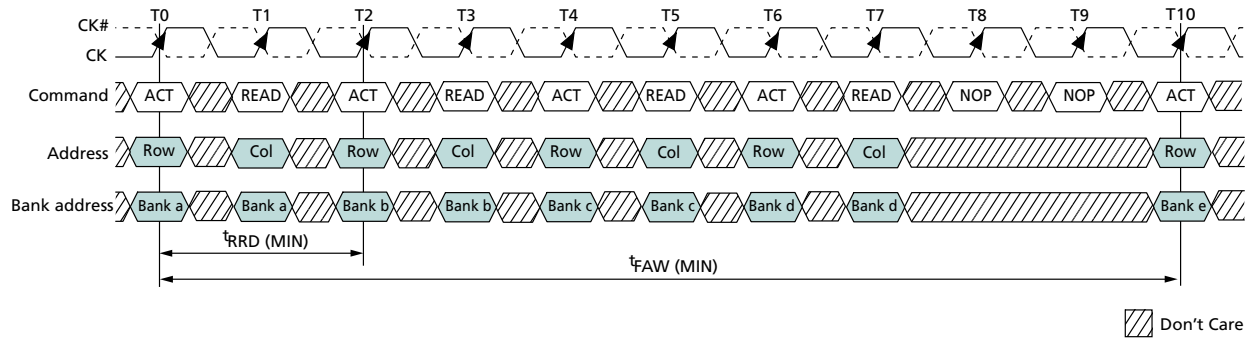 T0 T1 T2 T3 T4 T5 T6 T7 T8 T9 T10
CK#
CK
Command ACT READ ACT READ ACT READ ACT READ NOP NOP ACT
Address Row Col Row Col Row Col Row Col Row
Bank address Bank a Bank a Bank b Bank b Bank c Bank c Bank d Bank d Bank e
tRRD (MIN)
tFAW (MIN)
Don't Care